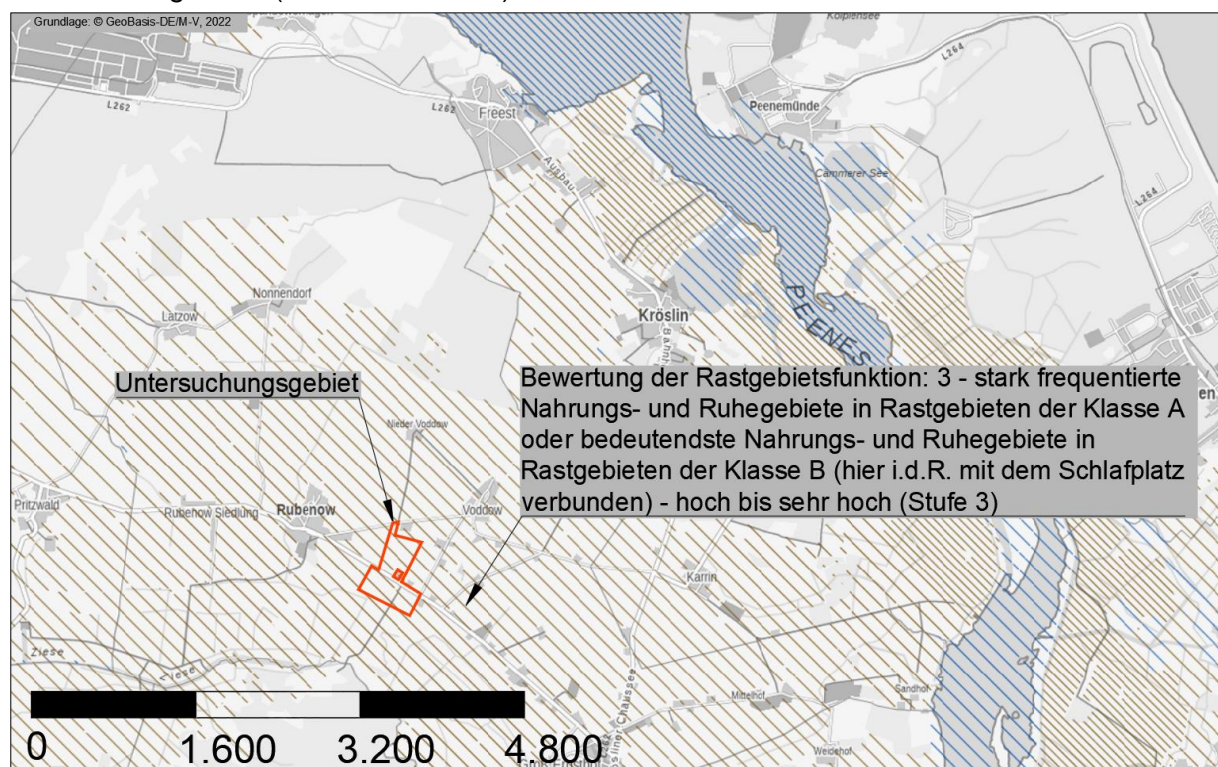 Grundlage: © GeoBasis-DE/M-V, 2022
Kölpiensee
L264
L262
L262
Freest
Peenemünde
Ausbau
Cämmerer See
L264
Nonnendorf
Latzow
Kröslin
PEENES
Untersuchungsgebiet
Bewertung der Rastgebietsfunktion: 3 - stark frequentierte
Nahrungs- und Ruhegebiete in Rastgebieten der Klasse A
oder bedeutendste Nahrungs- und Ruhegebiete in
Rastgebieten der Klasse B (hier i.d.R. mit dem Schlafplatz
verbunden) - hoch bis sehr hoch (Stufe 3)
Nieder Voddow
Pritzwald
Rubenow Siedlung
Rubenow
Voddow
Karrin
Ziese
Ziese
Mittelhof
Sandhof
Weidehof
0 1.600 3.200 4.800